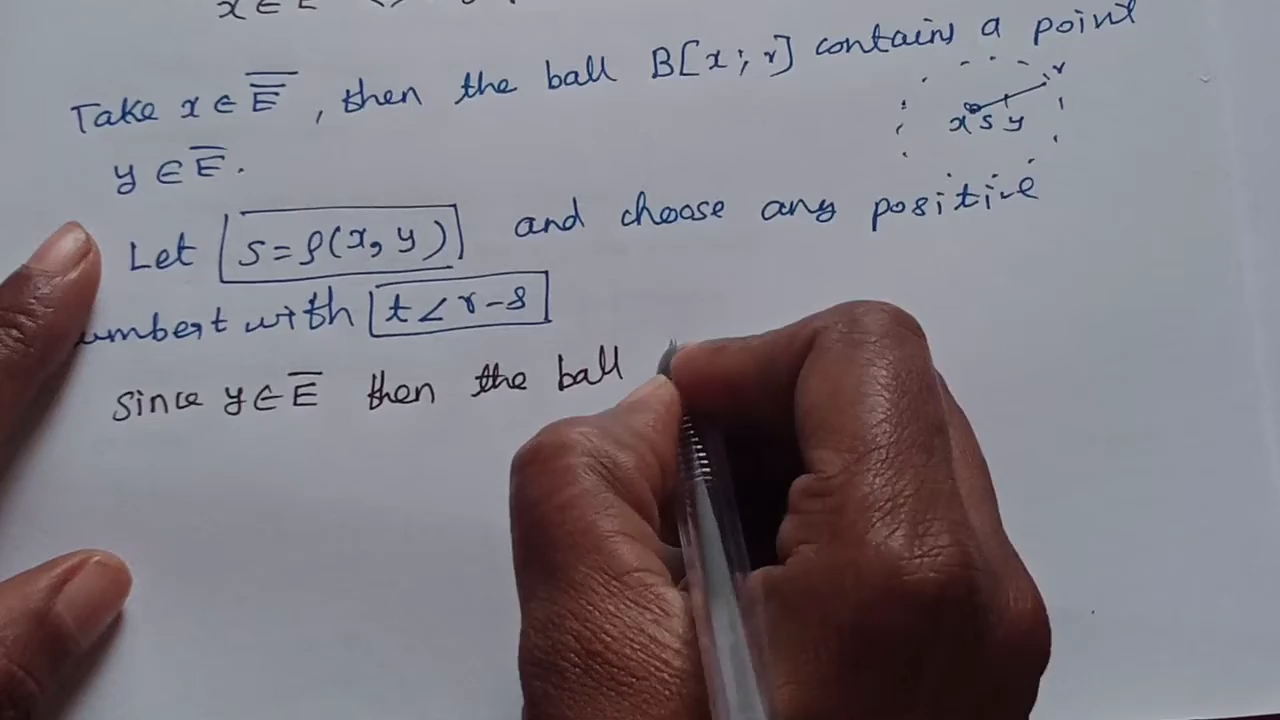 x ∈ E
Take x ∈ E̿, then the ball B[x; r] contains a point
r
x s y
y ∈ E̅.
Let s = ρ(x, y) and choose any positive
umber t with t < r - s
Since y ∈ E̅ then the ball